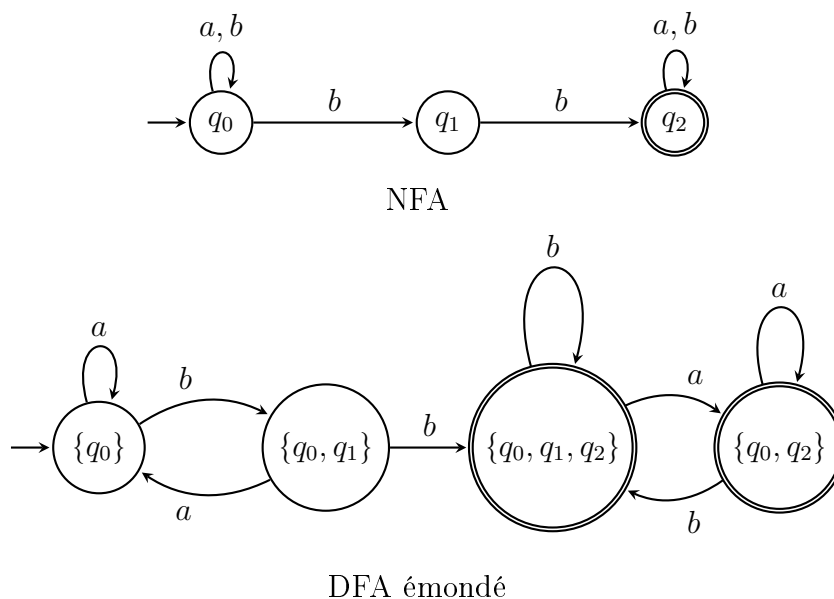 a, b a, b
b b
q₀ q₁ q₂
NFA
b a
a b a
{q₀} {q₀, q₁} b {q₀, q₁, q₂} {q₀, q₂}
a b
DFA émondé